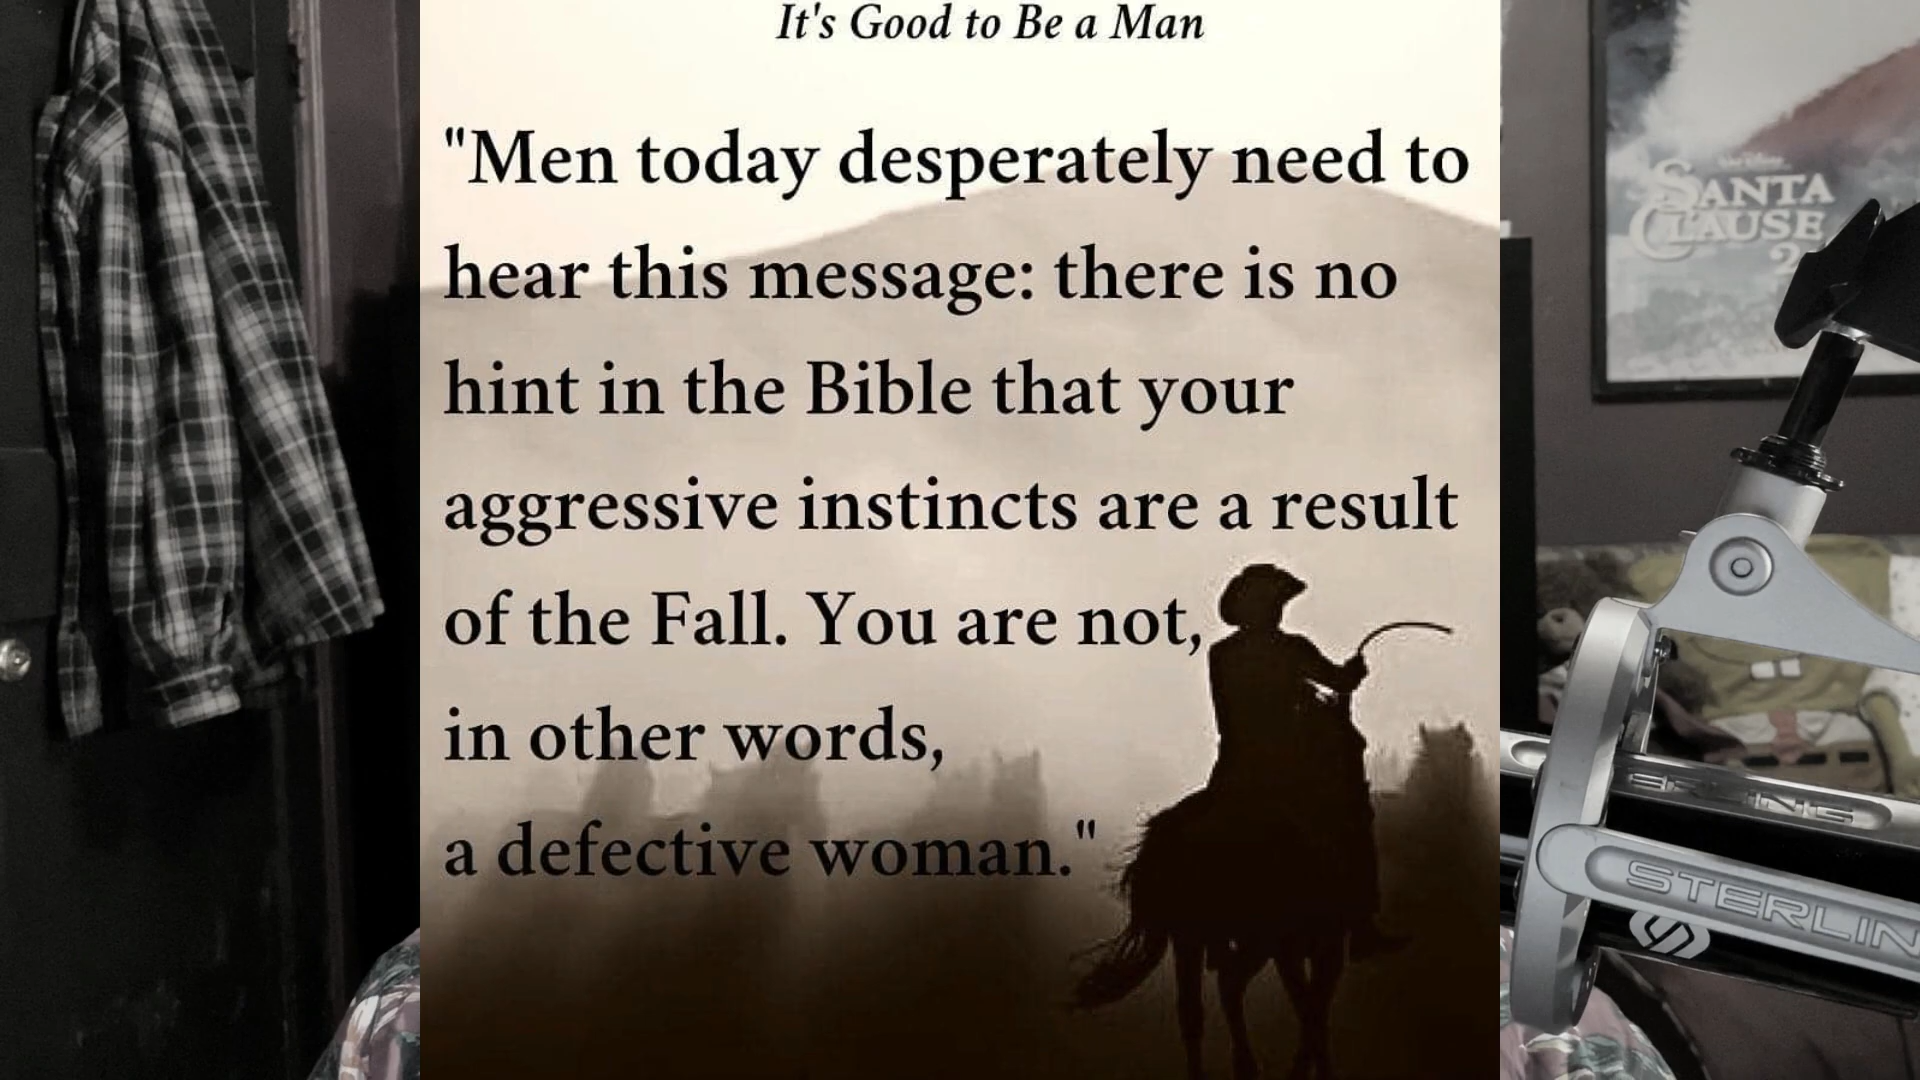 It's Good to Be a Man
"Men today desperately need to
hear this message: there is no
hint in the Bible that your
aggressive instincts are a result
of the Fall. You are not,
in other words,
a defective woman."
SANTA
CLAUSE
2
STERLIN